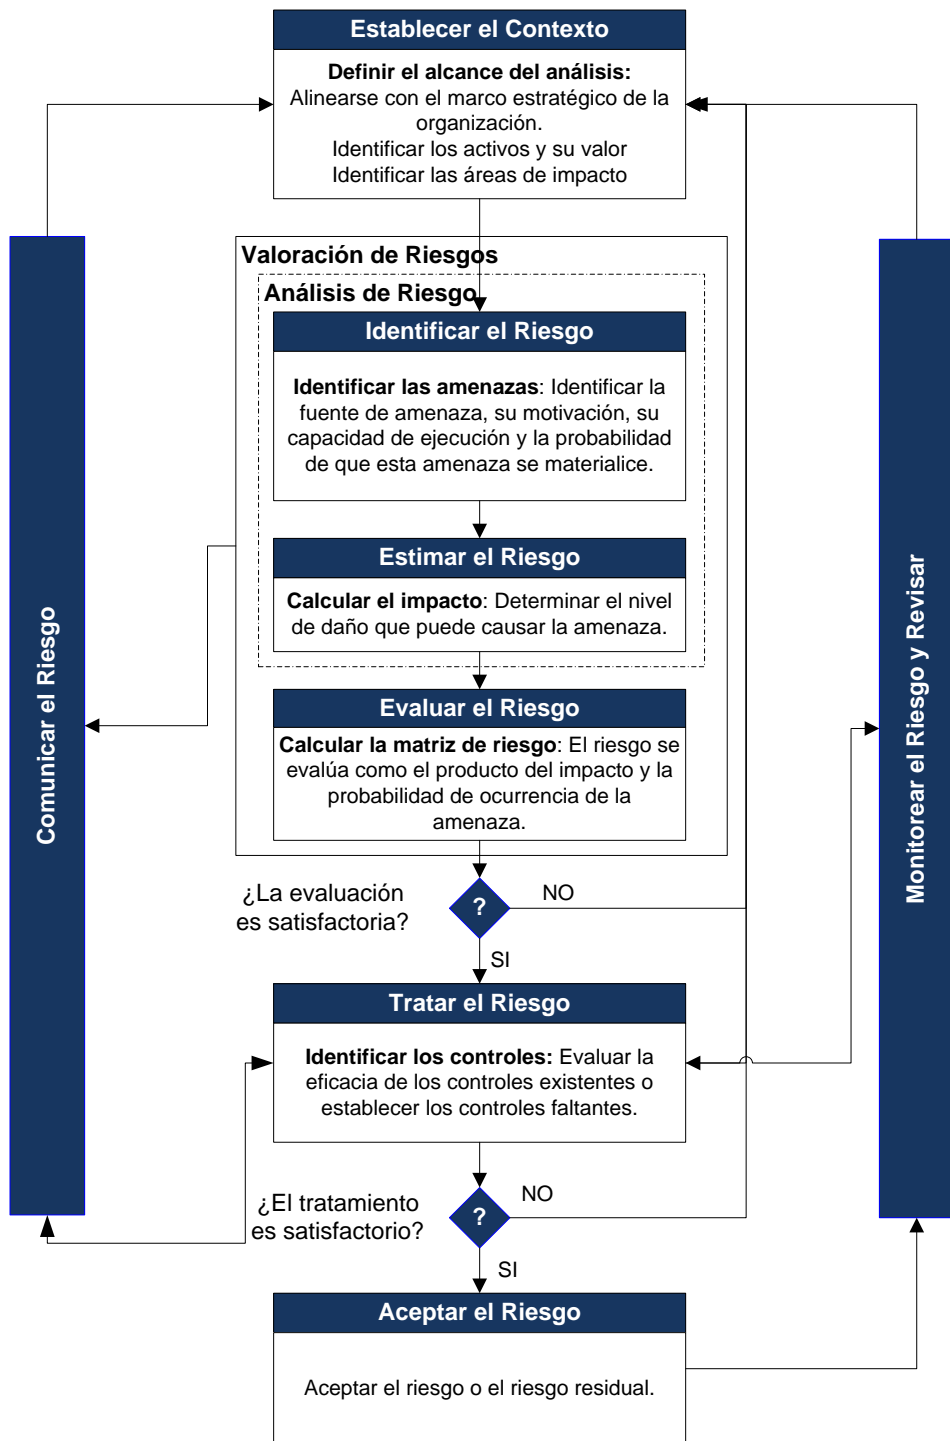 Establecer el Contexto
Definir el alcance del análisis:
Alinearse con el marco estratégico de la
organización.
Identificar los activos y su valor
Identificar las áreas de impacto
Valoración de Riesgos
Análisis de Riesgo
Identificar el Riesgo
Identificar las amenazas: Identificar la
fuente de amenaza, su motivación, su
capacidad de ejecución y la probabilidad
de que esta amenaza se materialice.
Estimar el Riesgo
Calcular el impacto: Determinar el nivel
de daño que puede causar la amenaza.
Evaluar el Riesgo
Calcular la matriz de riesgo: El riesgo se
evalúa como el producto del impacto y la
probabilidad de ocurrencia de la
amenaza.
Comunicar el Riesgo
Monitorear el Riesgo y Revisar
¿La evaluación
es satisfactoria?
?
NO
SI
Tratar el Riesgo
Identificar los controles: Evaluar la
eficacia de los controles existentes o
establecer los controles faltantes.
¿El tratamiento
es satisfactorio?
?
NO
SI
Aceptar el Riesgo
Aceptar el riesgo o el riesgo residual.